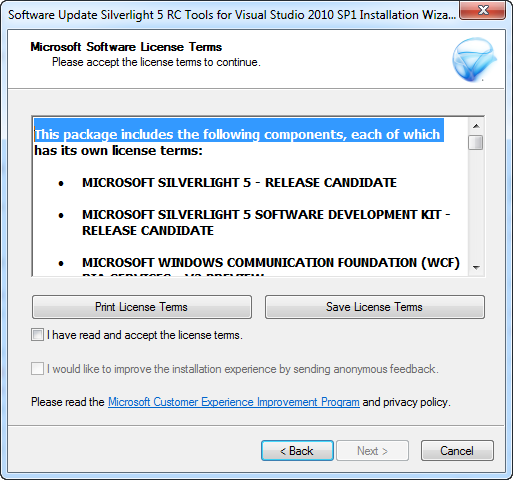 Software Update Silverlight 5 RC Tools for Visual Studio 2010 SP1 Installation Wiza...
Microsoft Software License Terms
Please accept the license terms to continue.
This package includes the following components, each of which
has its own license terms:
• MICROSOFT SILVERLIGHT 5 - RELEASE CANDIDATE
• MICROSOFT SILVERLIGHT 5 SOFTWARE DEVELOPMENT KIT -
RELEASE CANDIDATE
• MICROSOFT WINDOWS COMMUNICATION FOUNDATION (WCF)
RIA SERVICES - V2 PREVIEW
Print License Terms
Save License Terms
I have read and accept the license terms.
I would like to improve the installation experience by sending anonymous feedback.
Please read the Microsoft Customer Experience Improvement Program and privacy policy.
< Back
Next >
Cancel